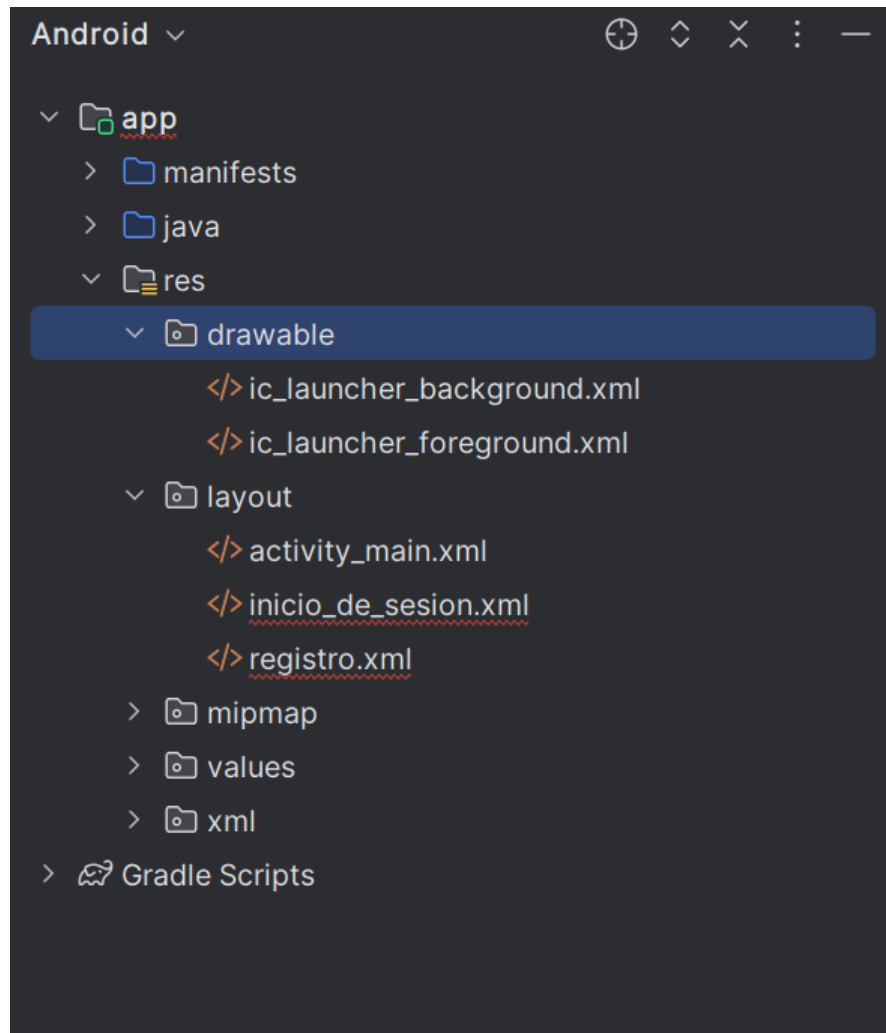 Android
app
manifests
java
res
drawable
</> ic_launcher_background.xml
</> ic_launcher_foreground.xml
layout
</> activity_main.xml
</> inicio_de_sesion.xml
</> registro.xml
mipmap
values
xml
Gradle Scripts